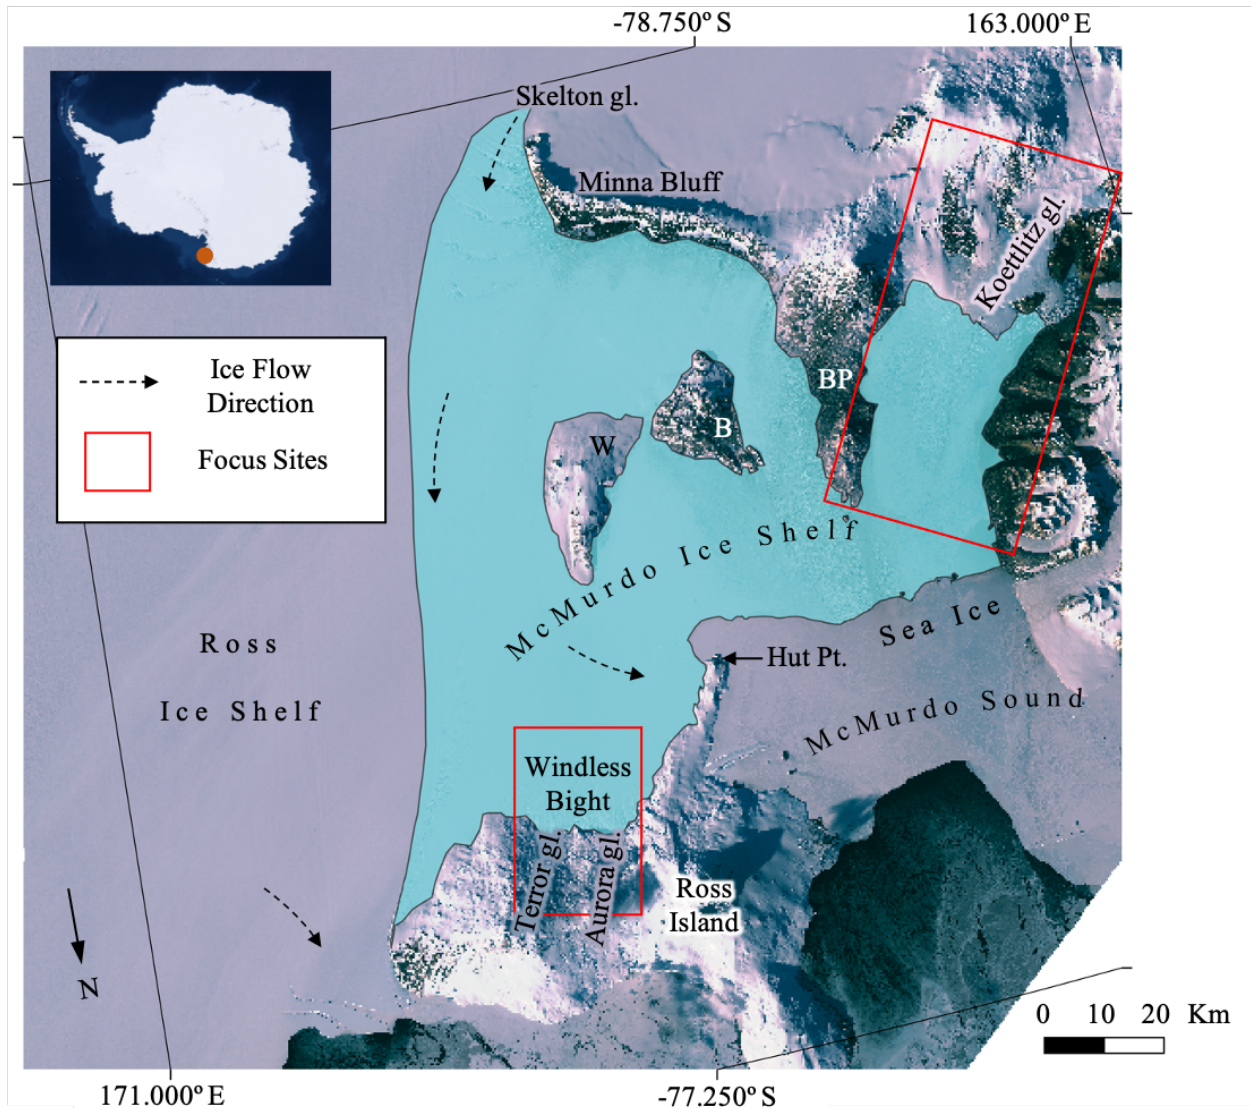 -78.750° S
163.000° E
Skelton gl.
Minna Bluff
Koettlitz gl.
Ice Flow
Direction
Focus Sites
BP
B
W
McMurdo Ice Shelf
Sea Ice
Ross
Ice Shelf
Hut Pt.
McMurdo Sound
Windless
Bight
Terror gl.
Aurora gl.
Ross
Island
N
0 10 20 Km
171.000° E
-77.250° S